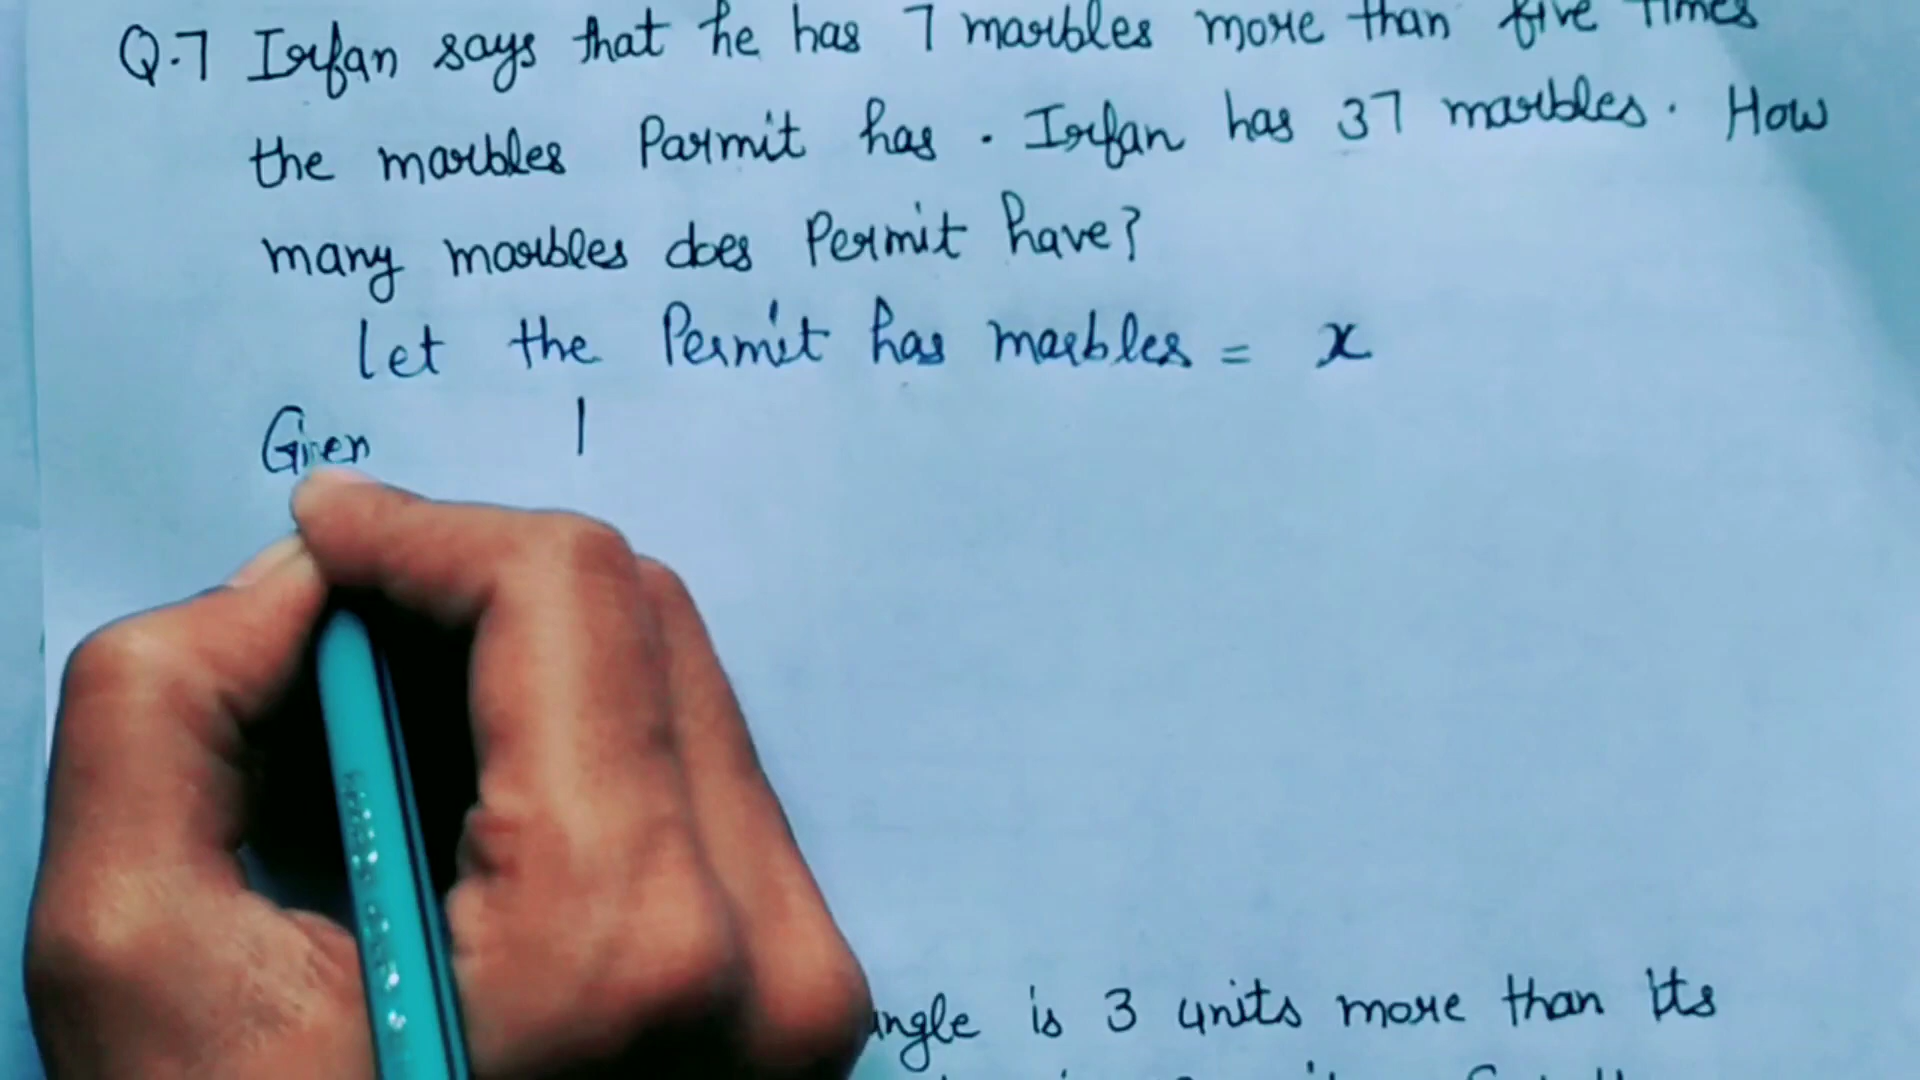 Q.7 Irfan says that he has 7 marbles more than five times
the marbles Parmit has. Irfan has 37 marbles. How
many marbles does Permit have?
Let the Permit has marbles = x
Given
angle is 3 units more than its